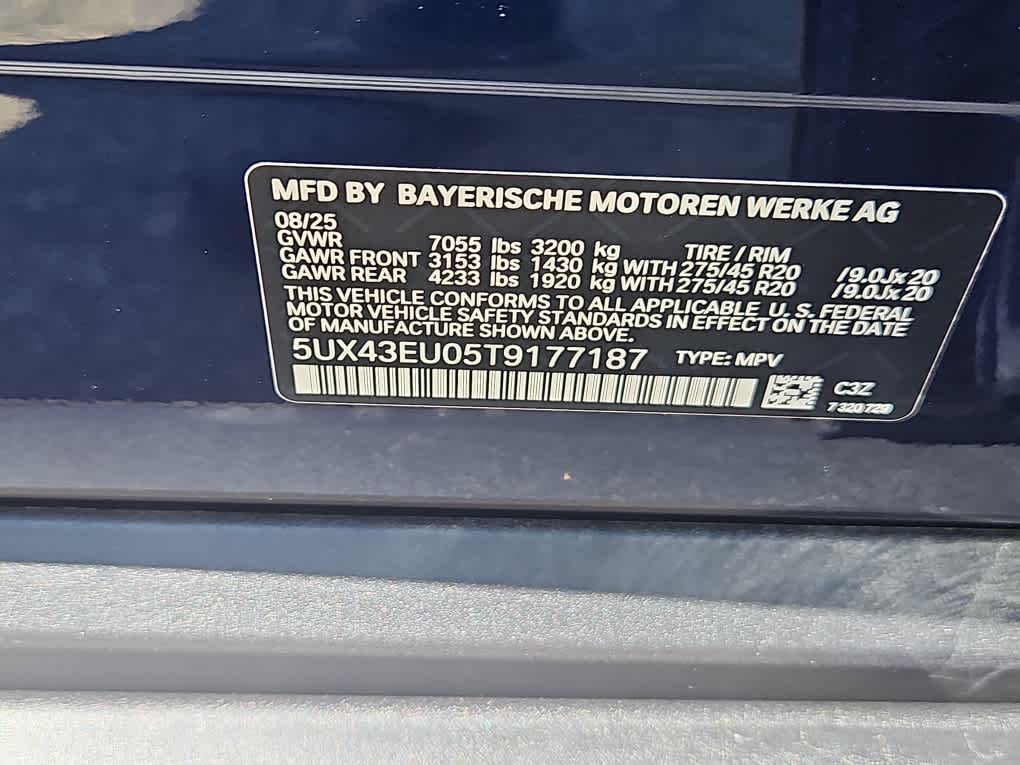 MFD BY BAYERISCHE MOTOREN WERKE AG
08/25
GVWR 7055 lbs 3200 kg TIRE / RIM
GAWR FRONT 3153 lbs 1430 kg WITH 275/45 R20 /9.0Jx20
GAWR REAR 4233 lbs 1920 kg WITH 275/45 R20 /9.0Jx20
THIS VEHICLE CONFORMS TO ALL APPLICABLE U.S. FEDERAL
MOTOR VEHICLE SAFETY STANDARDS IN EFFECT ON THE DATE
OF MANUFACTURE SHOWN ABOVE.
5UX43EU05T9177187 TYPE: MPV
C3Z
7 320 729